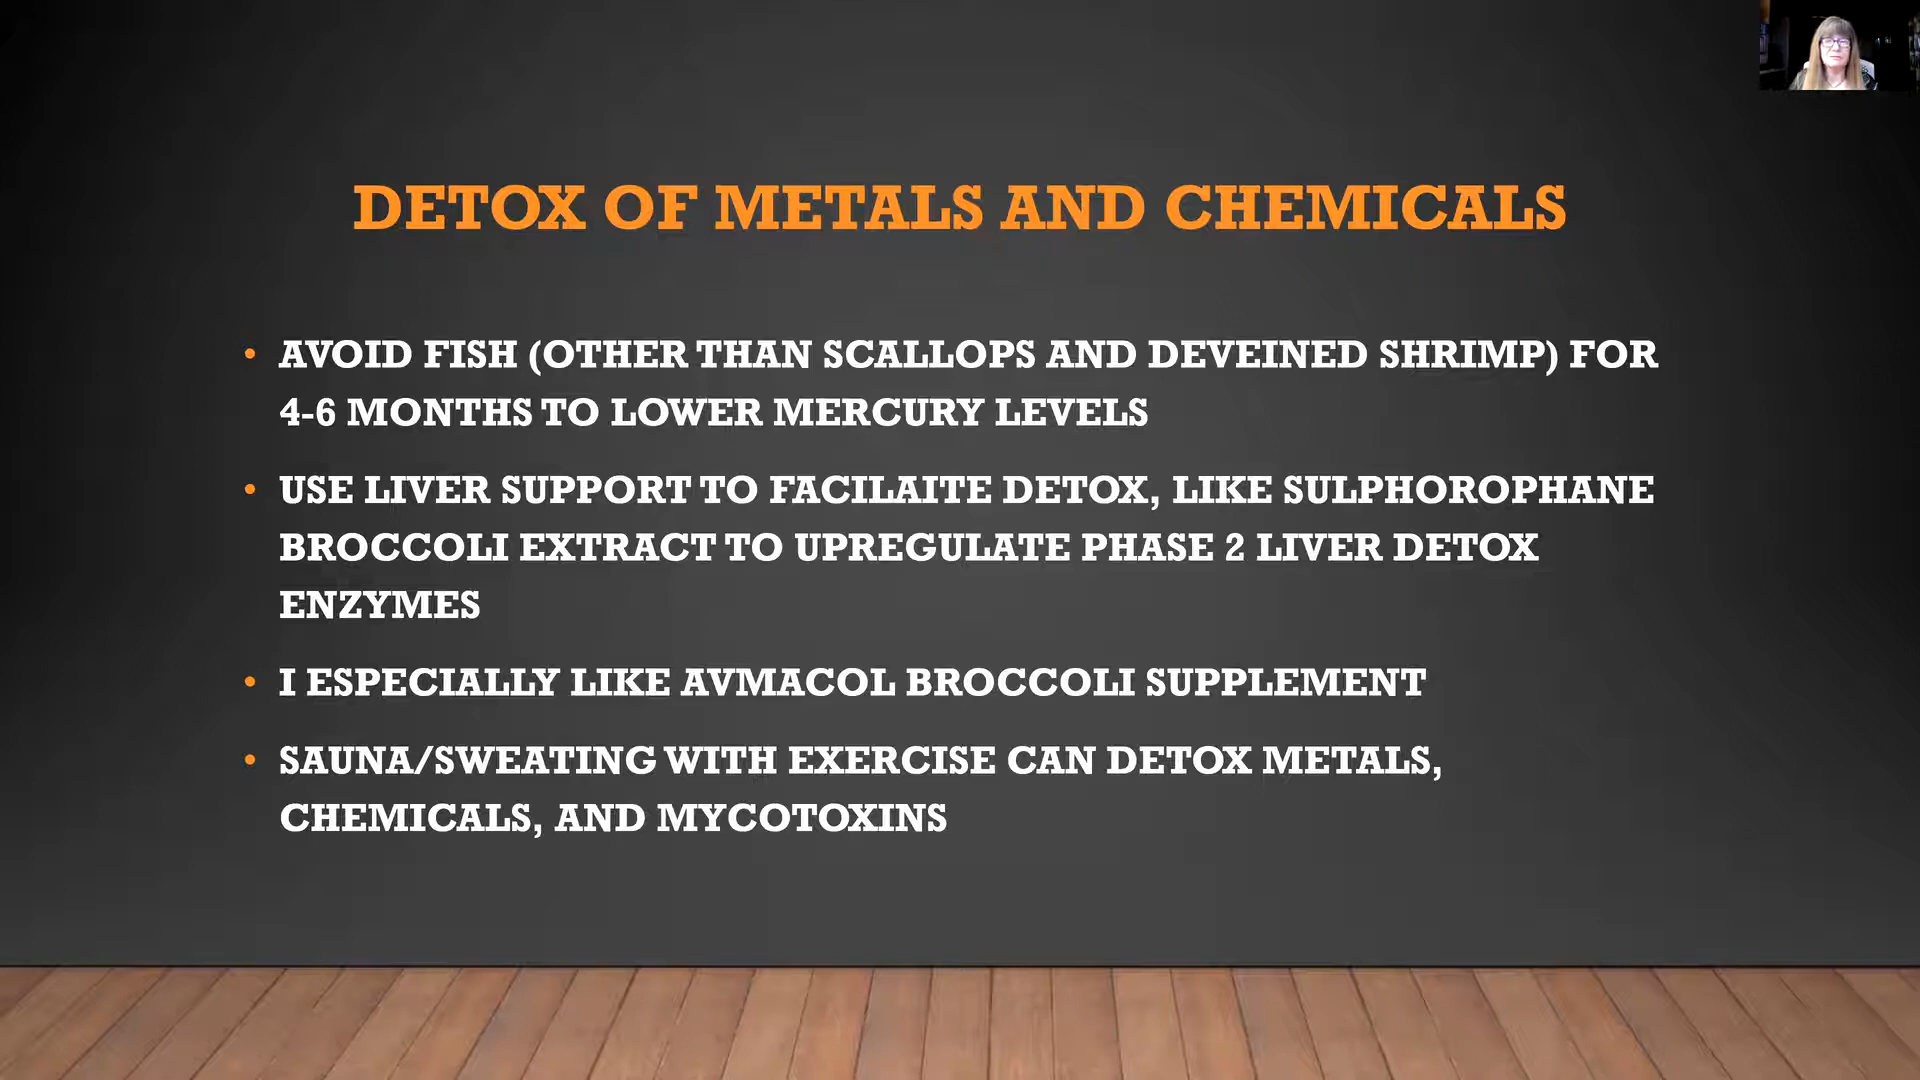 DETOX OF METALS AND CHEMICALS
• AVOID FISH (OTHER THAN SCALLOPS AND DEVEINED SHRIMP) FOR
4-6 MONTHS TO LOWER MERCURY LEVELS
• USE LIVER SUPPORT TO FACILAITE DETOX, LIKE SULPHOROPHANE
BROCCOLI EXTRACT TO UPREGULATE PHASE 2 LIVER DETOX
ENZYMES
• I ESPECIALLY LIKE AVMACOL BROCCOLI SUPPLEMENT
• SAUNA/SWEATING WITH EXERCISE CAN DETOX METALS,
CHEMICALS, AND MYCOTOXINS